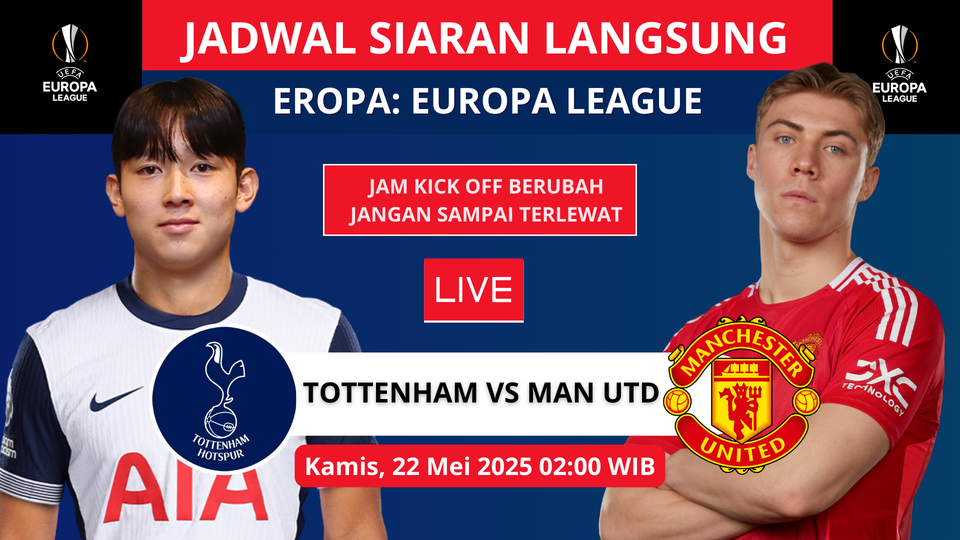 JADWAL SIARAN LANGSUNG
UEFA
EUROPA
LEAGUE
EROPA: EUROPA LEAGUE
UEFA
EUROPA
LEAGUE
JAM KICK OFF BERUBAH
JANGAN SAMPAI TERLEWAT
LIVE
TOTTENHAM VS MAN UTD
TOTTENHAM
HOTSPUR
MANCHESTER
UNITED
DXC
TECHNOLOGY
AIA
Kamis, 22 Mei 2025 02:00 WIB